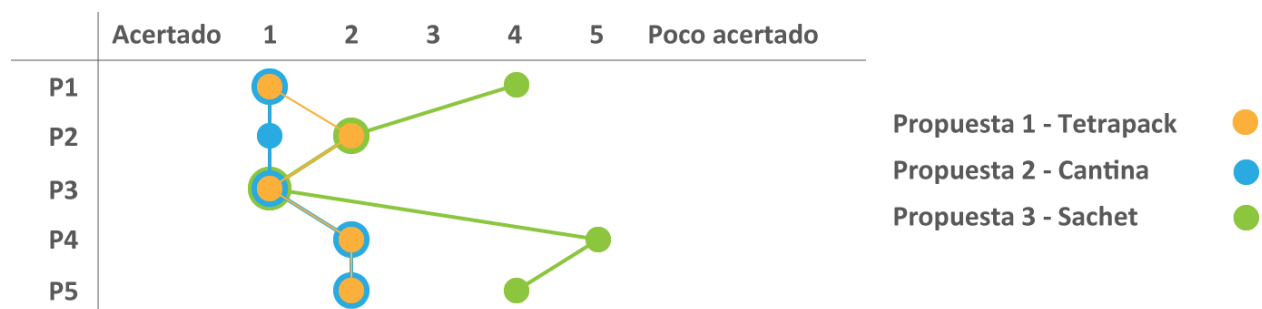 Acertado 1 2 3 4 5 Poco acertado
P1
P2
P3
P4
P5
Propuesta 1 - Tetrapack
Propuesta 2 - Cantina
Propuesta 3 - Sachet